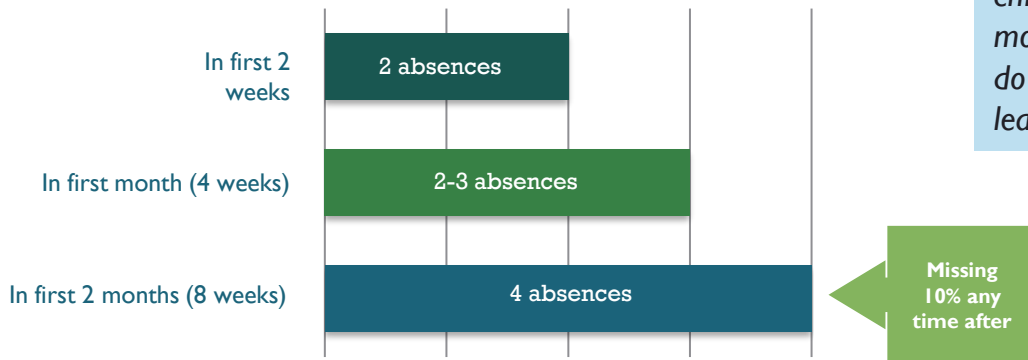 In first 2
weeks
2 absences
In first month (4 weeks)
2-3 absences
In first 2 months (8 weeks)
4 absences
Missing
10% any
time after
do